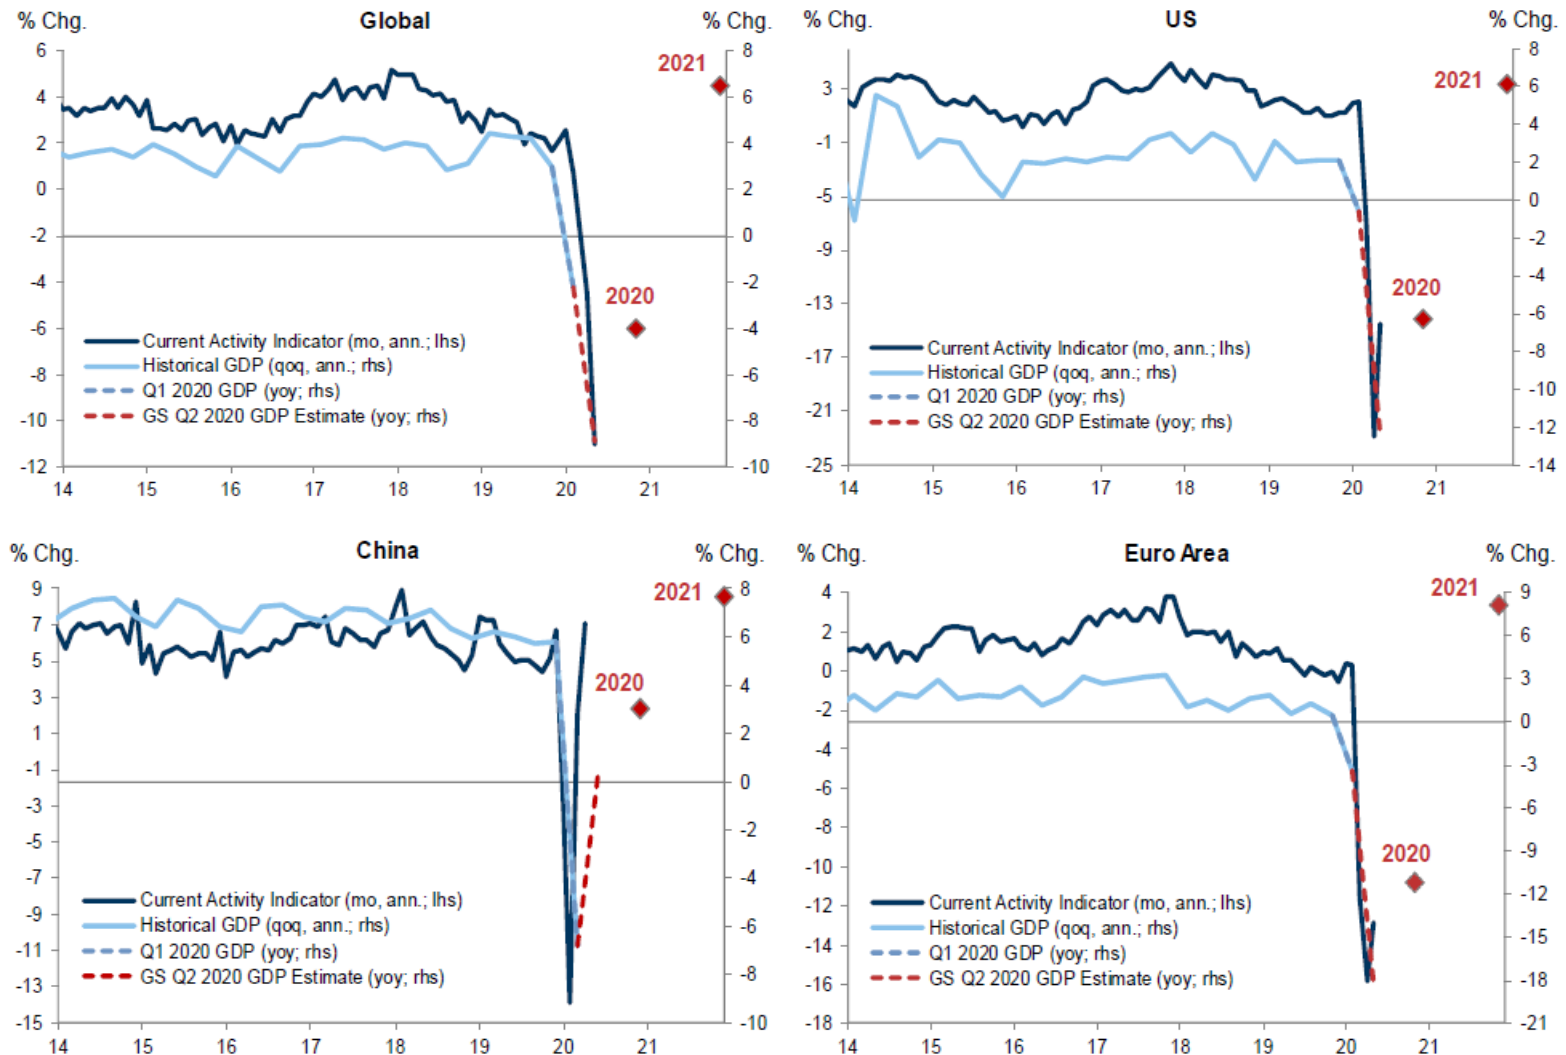 % Chg.
Global
% Chg.
6
4
2
0
-2
-4
-6
-8
-10
-12
8
6
4
2
0
-2
-4
-6
-8
-10
2021
2020
Current Activity Indicator (mo, ann.; lhs)
Historical GDP (qoq, ann.; rhs)
Q1 2020 GDP (yoy; rhs)
GS Q2 2020 GDP Estimate (yoy; rhs)
14 15 16 17 18 19 20 21
% Chg.
US
% Chg.
3
-1
-5
-9
-13
-17
-21
-25
8
6
4
2
0
-2
-4
-6
-8
-10
-12
-14
2021
2020
Current Activity Indicator (mo, ann.; lhs)
Historical GDP (qoq, ann.; rhs)
Q1 2020 GDP (yoy; rhs)
GS Q2 2020 GDP Estimate (yoy; rhs)
14 15 16 17 18 19 20 21
% Chg.
China
% Chg.
9
7
5
3
1
-1
-3
-5
-7
-9
-11
-13
-15
8
6
4
2
0
-2
-4
-6
-8
-10
2021
2020
Current Activity Indicator (mo, ann.; lhs)
Historical GDP (qoq, ann.; rhs)
Q1 2020 GDP (yoy; rhs)
GS Q2 2020 GDP Estimate (yoy; rhs)
14 15 16 17 18 19 20 21
% Chg.
Euro Area
% Chg.
4
2
0
-2
-4
-6
-8
-10
-12
-14
-16
-18
9
6
3
0
-3
-6
-9
-12
-15
-18
-21
2021
2020
Current Activity Indicator (mo, ann.; lhs)
Historical GDP (qoq, ann.; rhs)
Q1 2020 GDP (yoy; rhs)
GS Q2 2020 GDP Estimate (yoy; rhs)
14 15 16 17 18 19 20 21